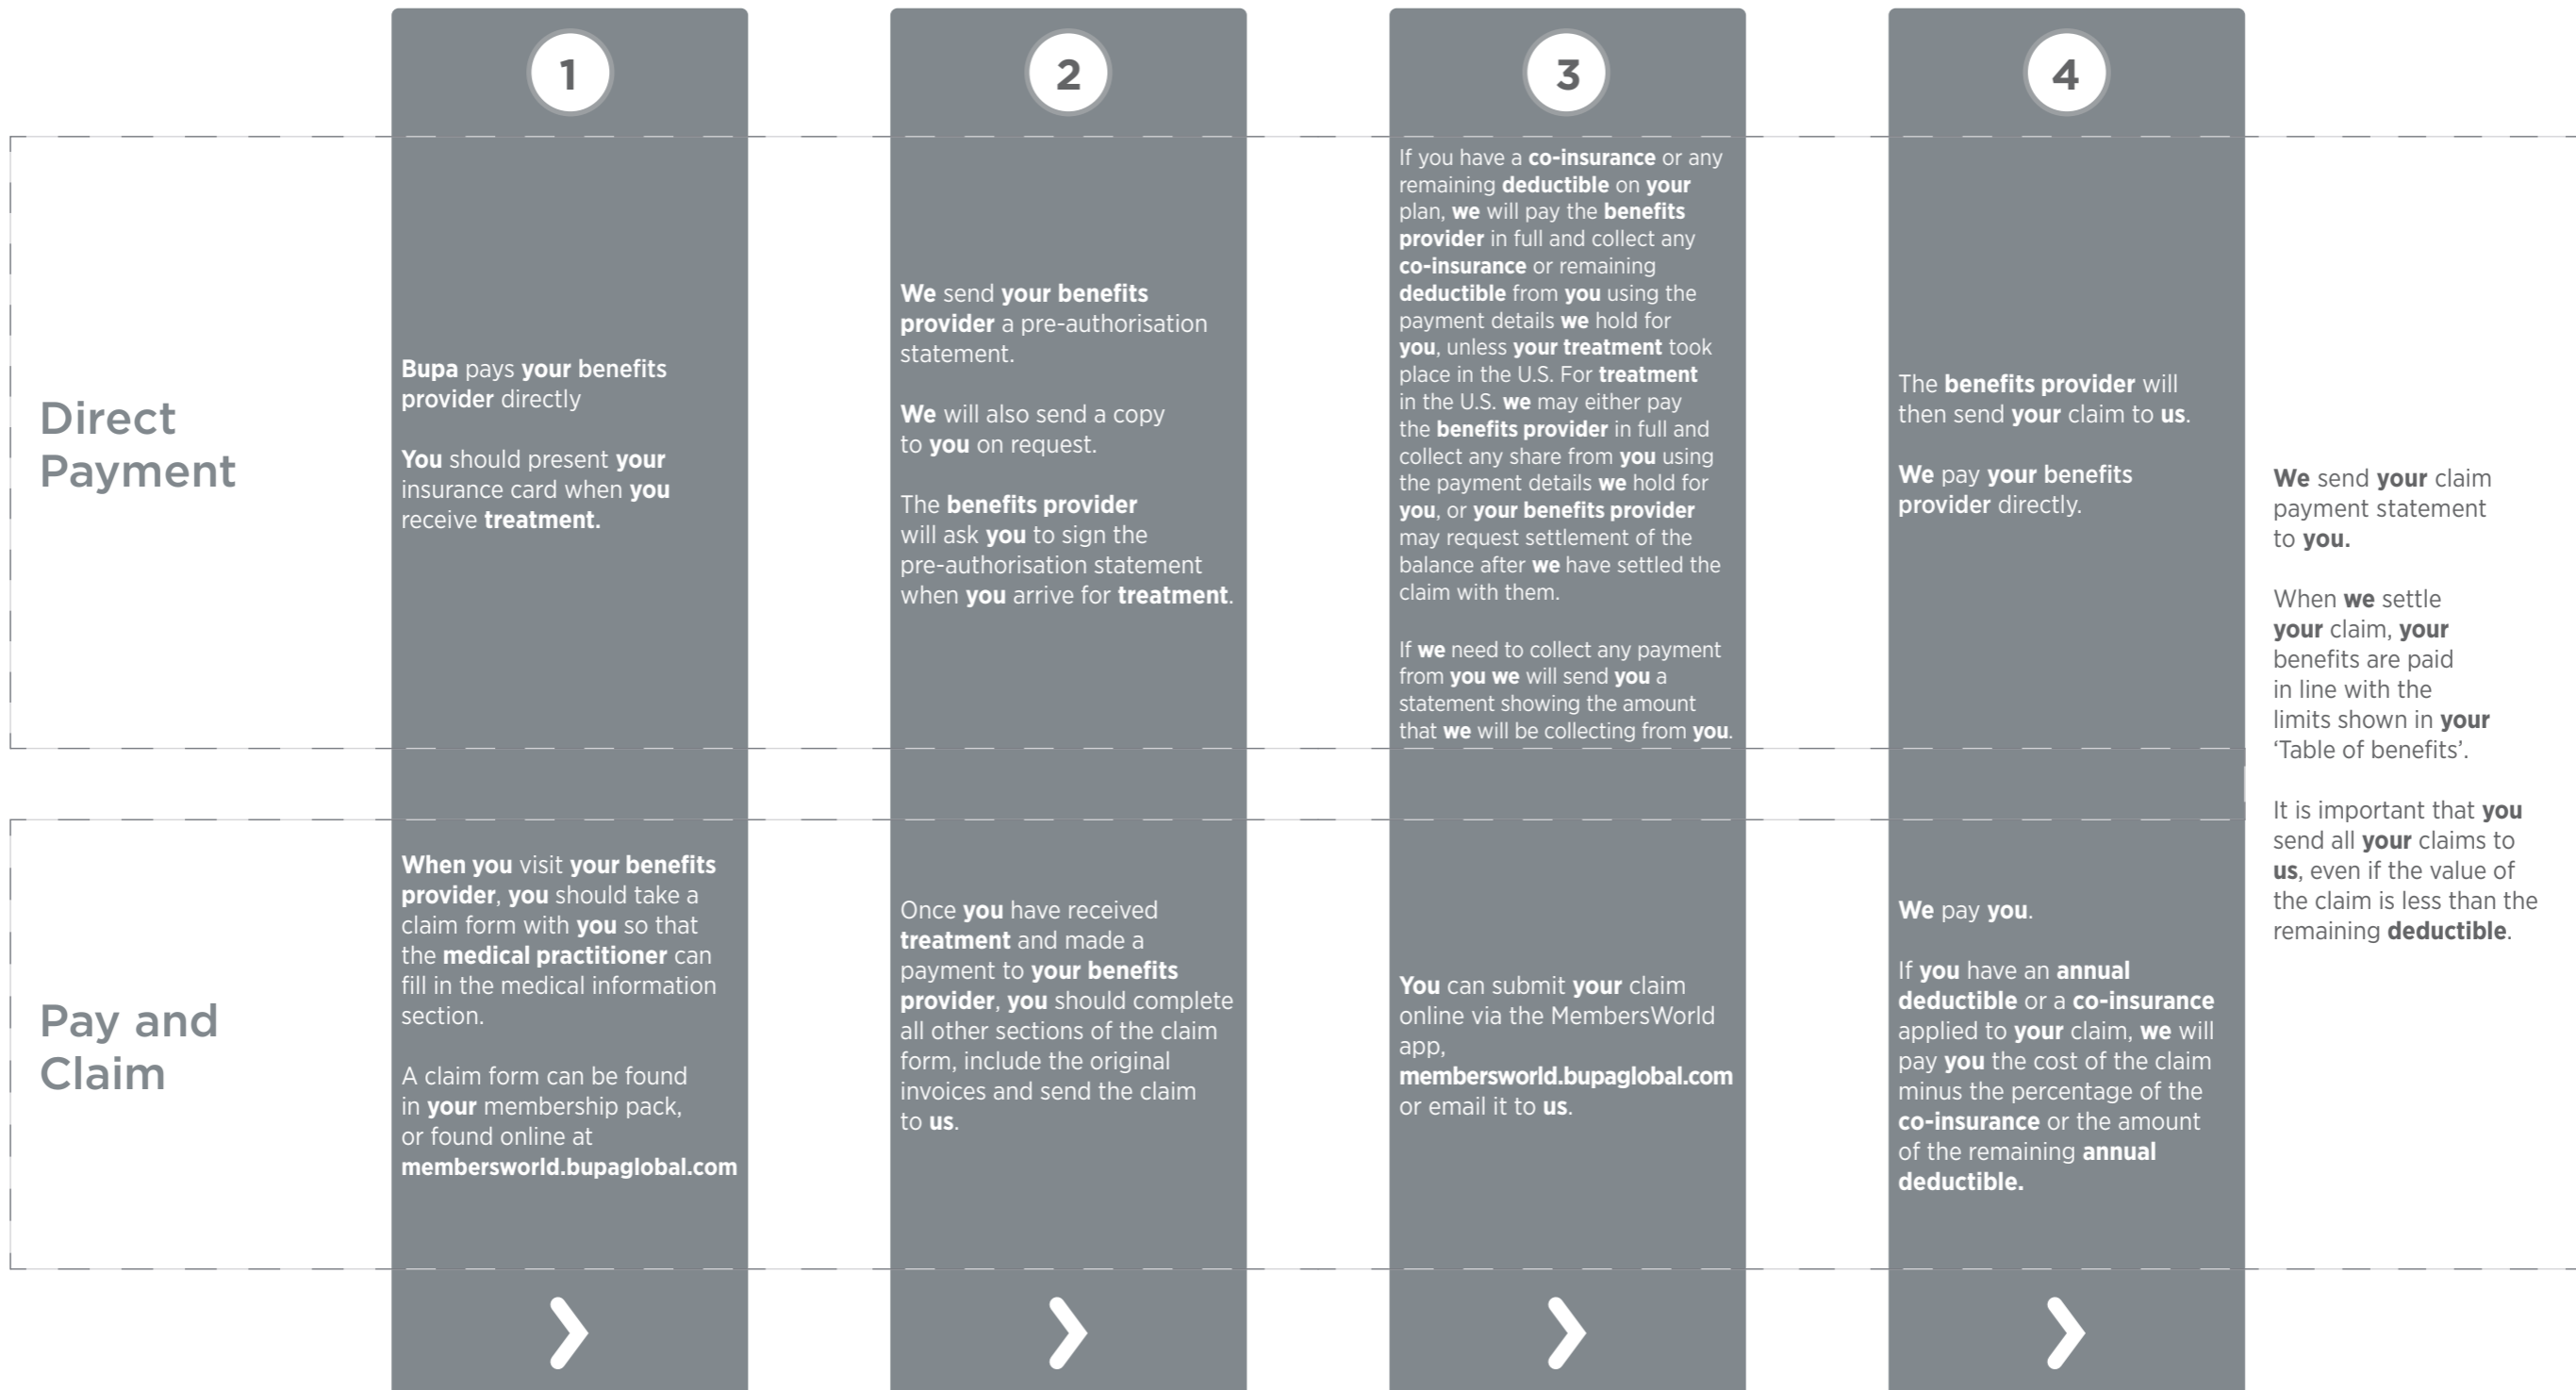 1
2
3
4
Direct
Payment
Bupa pays your benefits
provider directly
You should present your
insurance card when you
receive treatment.
We send your benefits
provider a pre-authorisation
statement.
We will also send a copy
to you on request.
The benefits provider
will ask you to sign the
pre-authorisation statement
when you arrive for treatment.
If you have a co-insurance or any
remaining deductible on your
plan, we will pay the benefits
provider in full and collect any
co-insurance or remaining
deductible from you using the
payment details we hold for
you, unless your treatment took
place in the U.S. For treatment
in the U.S. we may either pay
the benefits provider in full and
collect any share from you using
the payment details we hold for
you, or your benefits provider
may request settlement of the
balance after we have settled the
claim with them.
If we need to collect any payment
from you we will send you a
statement showing the amount
that we will be collecting from you.
The benefits provider will
then send your claim to us.
We pay your benefits
provider directly.
Pay and
Claim
When you visit your benefits
provider, you should take a
claim form with you so that
the medical practitioner can
fill in the medical information
section.
A claim form can be found
in your membership pack,
or found online at
membersworld.bupaglobal.com
Once you have received
treatment and made a
payment to your benefits
provider, you should complete
all other sections of the claim
form, include the original
invoices and send the claim
to us.
You can submit your claim
online via the MembersWorld
app,
membersworld.bupaglobal.com
or email it to us.
We pay you.
If you have an annual
deductible or a co-insurance
applied to your claim, we will
pay you the cost of the claim
minus the percentage of the
co-insurance or the amount
of the remaining annual
deductible.
We send your claim
payment statement
to you.
When we settle
your claim, your
benefits are paid
in line with the
limits shown in your
‘Table of benefits’.
It is important that you
send all your claims to
us, even if the value of
the claim is less than the
remaining deductible.